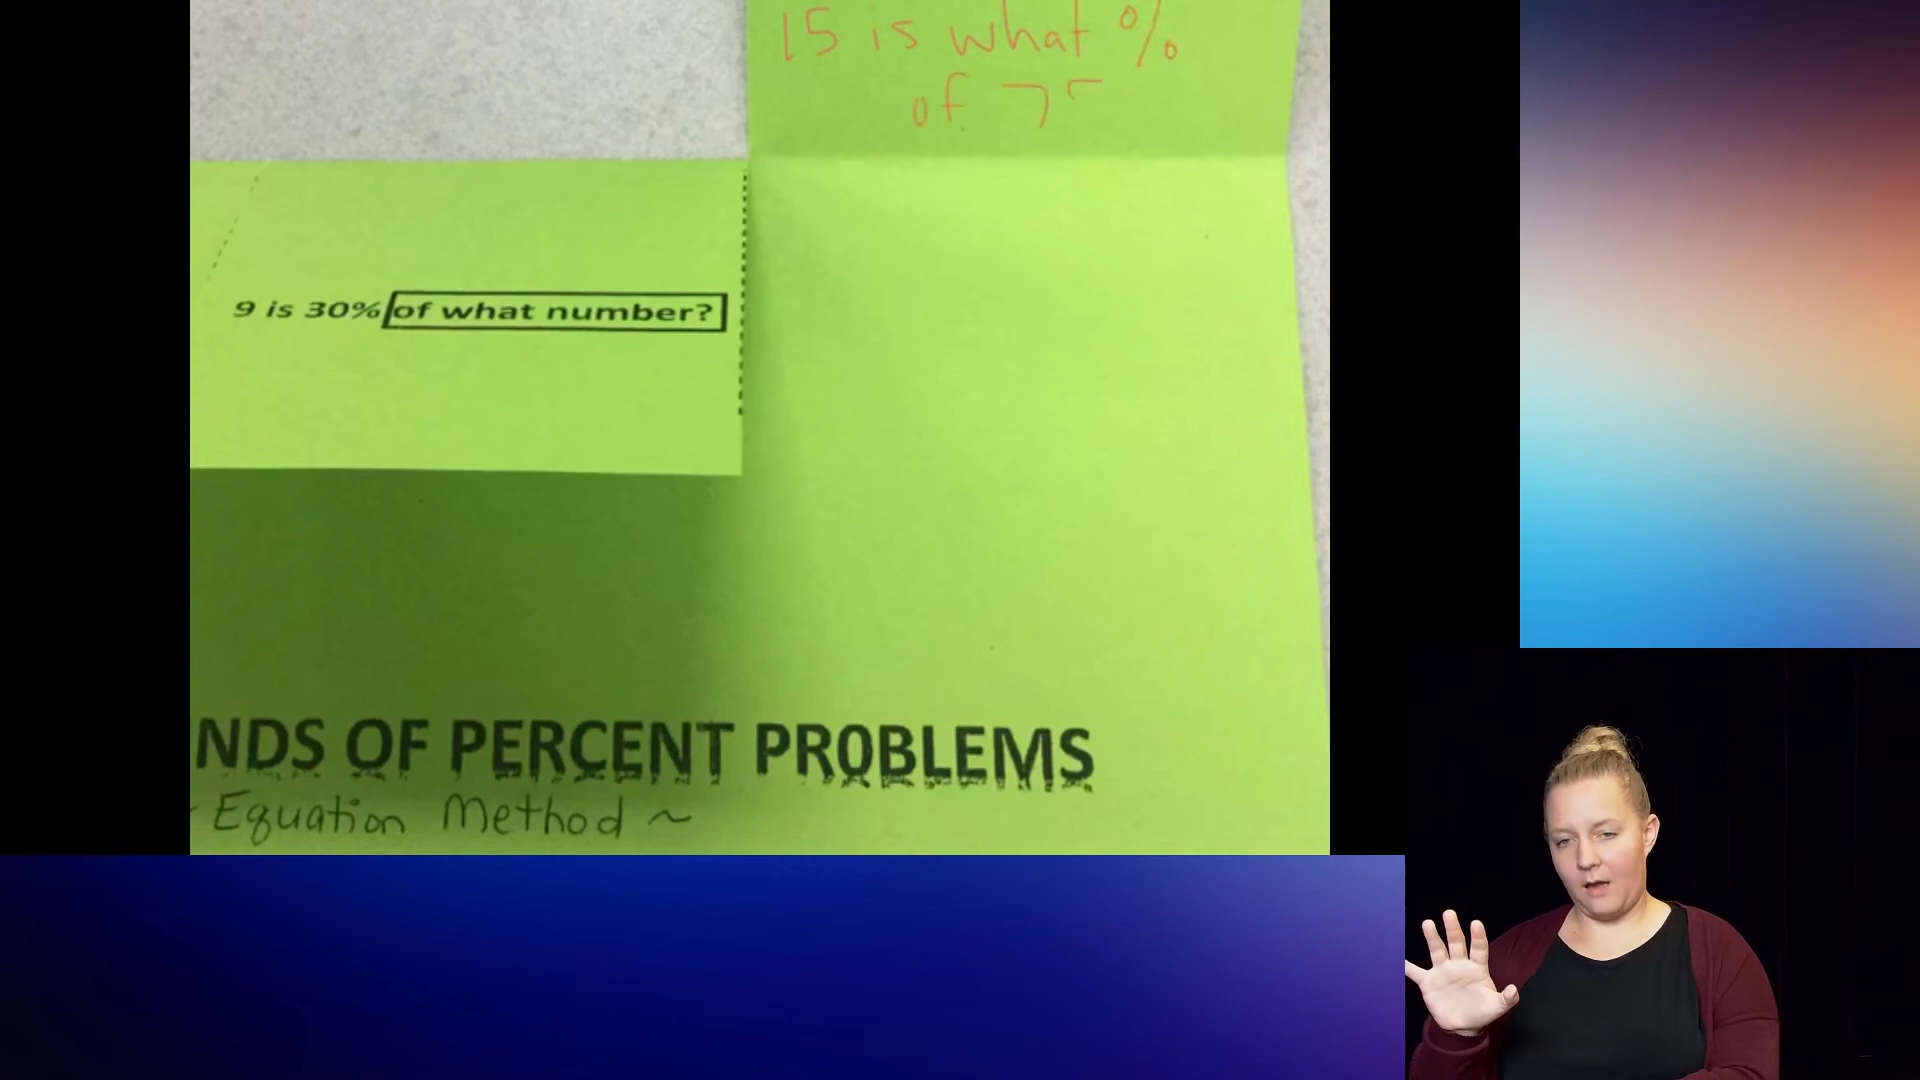 15 is what %
of 75
9 is 30% of what number?
NDS OF PERCENT PROBLEMS
Equation Method ~